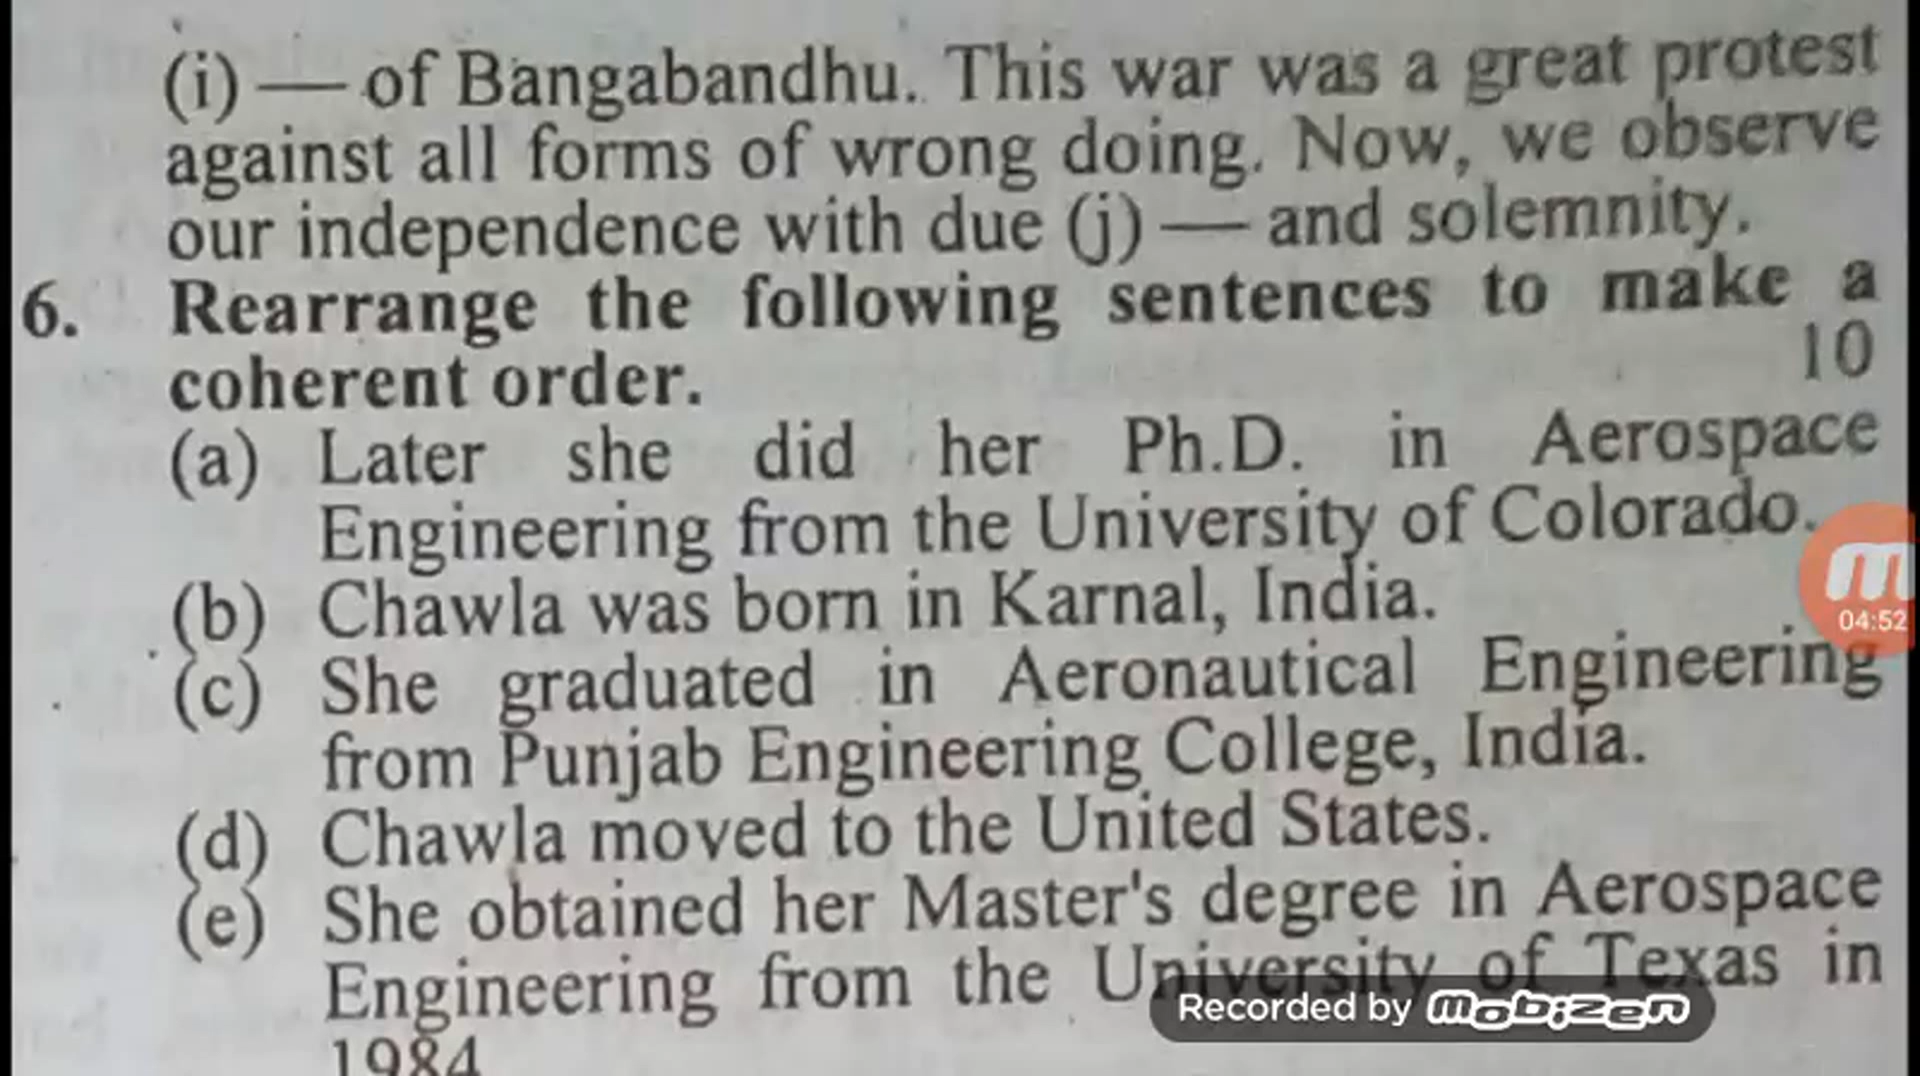 (i) — of Bangabandhu. This war was a great protest
against all forms of wrong doing. Now, we observe
our independence with due (j) — and solemnity.
6. Rearrange the following sentences to make a
coherent order. 10
(a) Later she did her Ph.D. in Aerospace
Engineering from the University of Colorado.
(b) Chawla was born in Karnal, India.
(c) She graduated in Aeronautical Engineering
from Punjab Engineering College, India.
(d) Chawla moved to the United States.
(e) She obtained her Master's degree in Aerospace
Engineering from the University of Texas in
1984
m
04:52
Recorded by mobizen